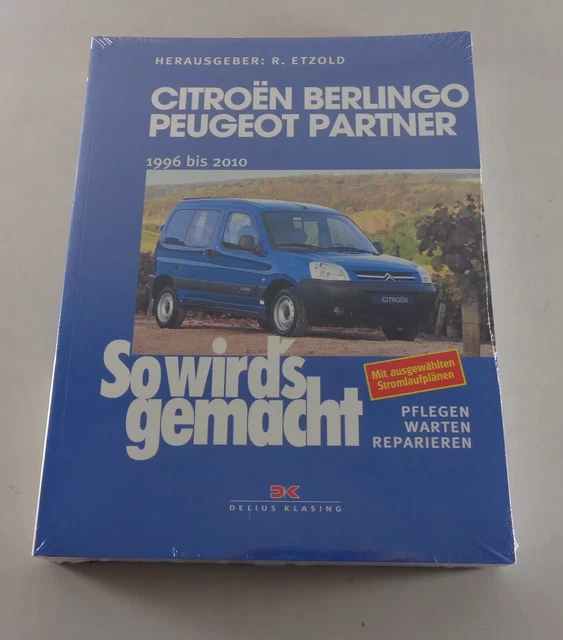 HERAUSGEBER: R. ETZOLD
CITROËN BERLINGO
PEUGEOT PARTNER
1996 bis 2010
CITROËN
So wird's
gemacht
Mit ausgewählten
Stromlaufplänen
PFLEGEN
WARTEN
REPARIEREN
DK
DELIUS KLASING